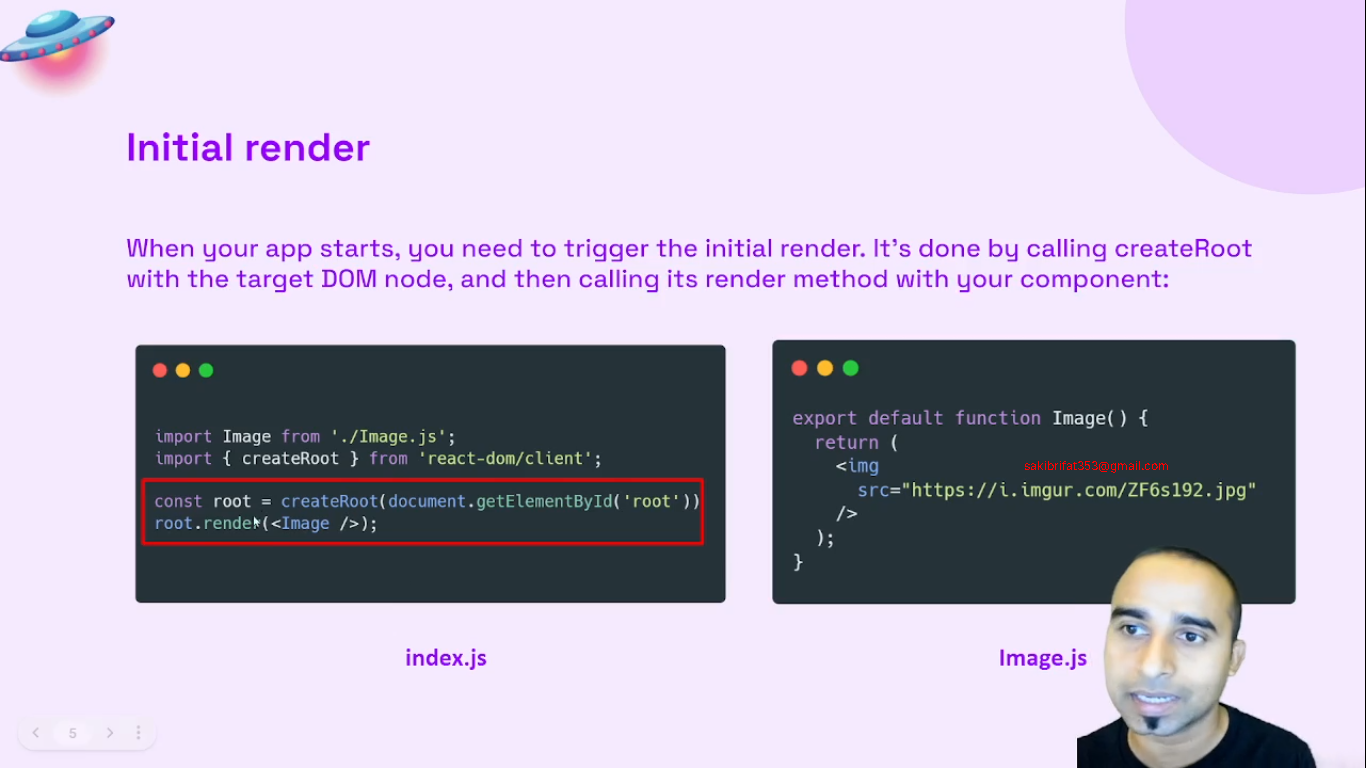 Initial render
When your app starts, you need to trigger the initial render. It's done by calling createRoot
with the target DOM node, and then calling its render method with your component:
import Image from './Image.js';
import { createRoot } from 'react-dom/client';
const root = createRoot(document.getElementById('root'))
root.render(<Image />);
index.js
export default function Image() {
return (
<img
sakibrifat353@gmail.com
src="https://i.imgur.com/ZF6s192.jpg"
/>
);
}
Image.js
5